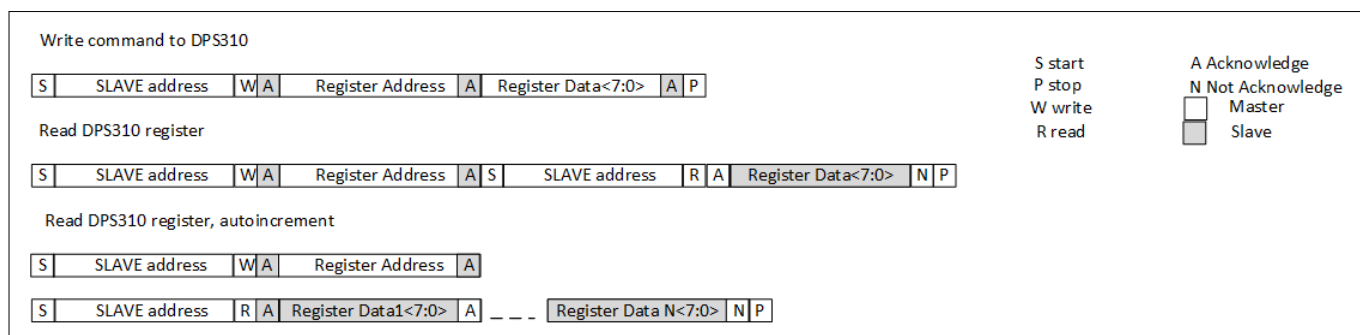 Write command to DPS310
S SLAVE address W A Register Address A Register Data<7:0> A P
Read DPS310 register
S SLAVE address W A Register Address A S SLAVE address R A Register Data<7:0> N P
Read DPS310 register, autoincrement
S SLAVE address W A Register Address A
S SLAVE address R A Register Data1<7:0> A _ _ _ Register Data N<7:0> N P
S start A Acknowledge
P stop N Not Acknowledge
W write Master
R read Slave